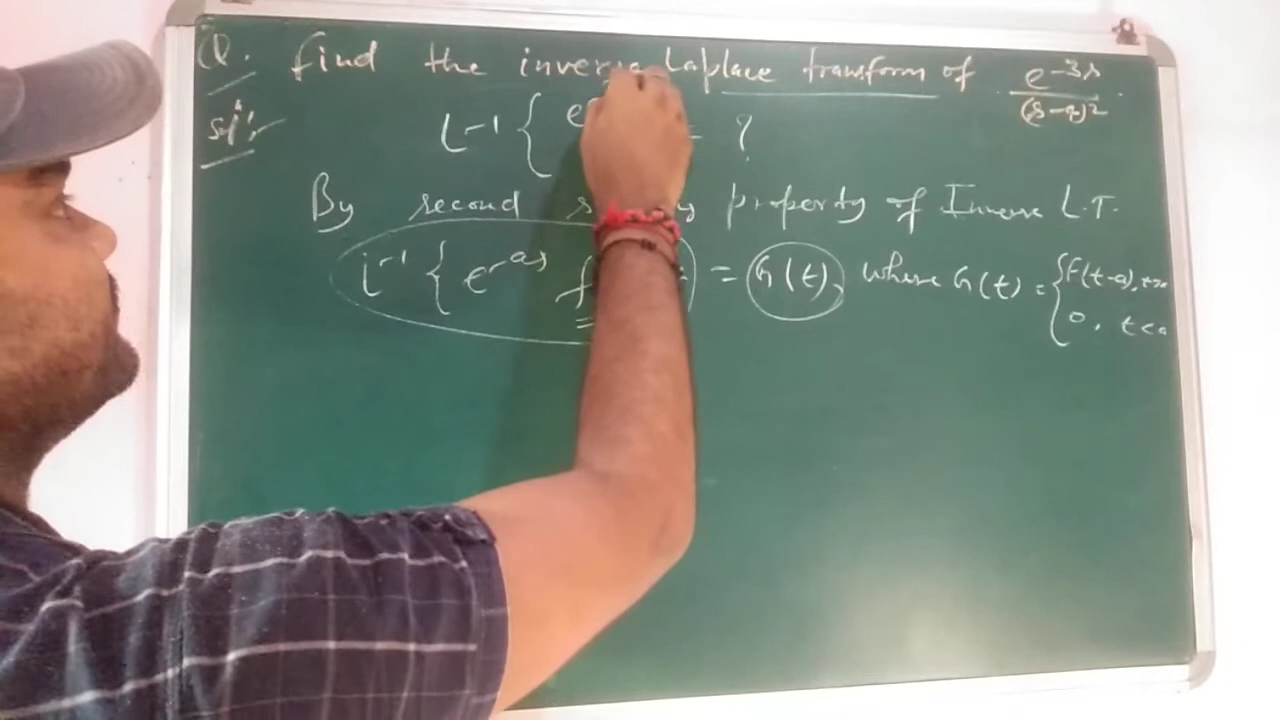 Q. Find the inverse Laplace transform of e^-3s / (s-4)^2
Sol:
L^-1 { e = ?
By second property of Inverse L.T.
L^-1 { e^-as f = G(t), where G(t) = { F(t-a), t>a
0, t<a